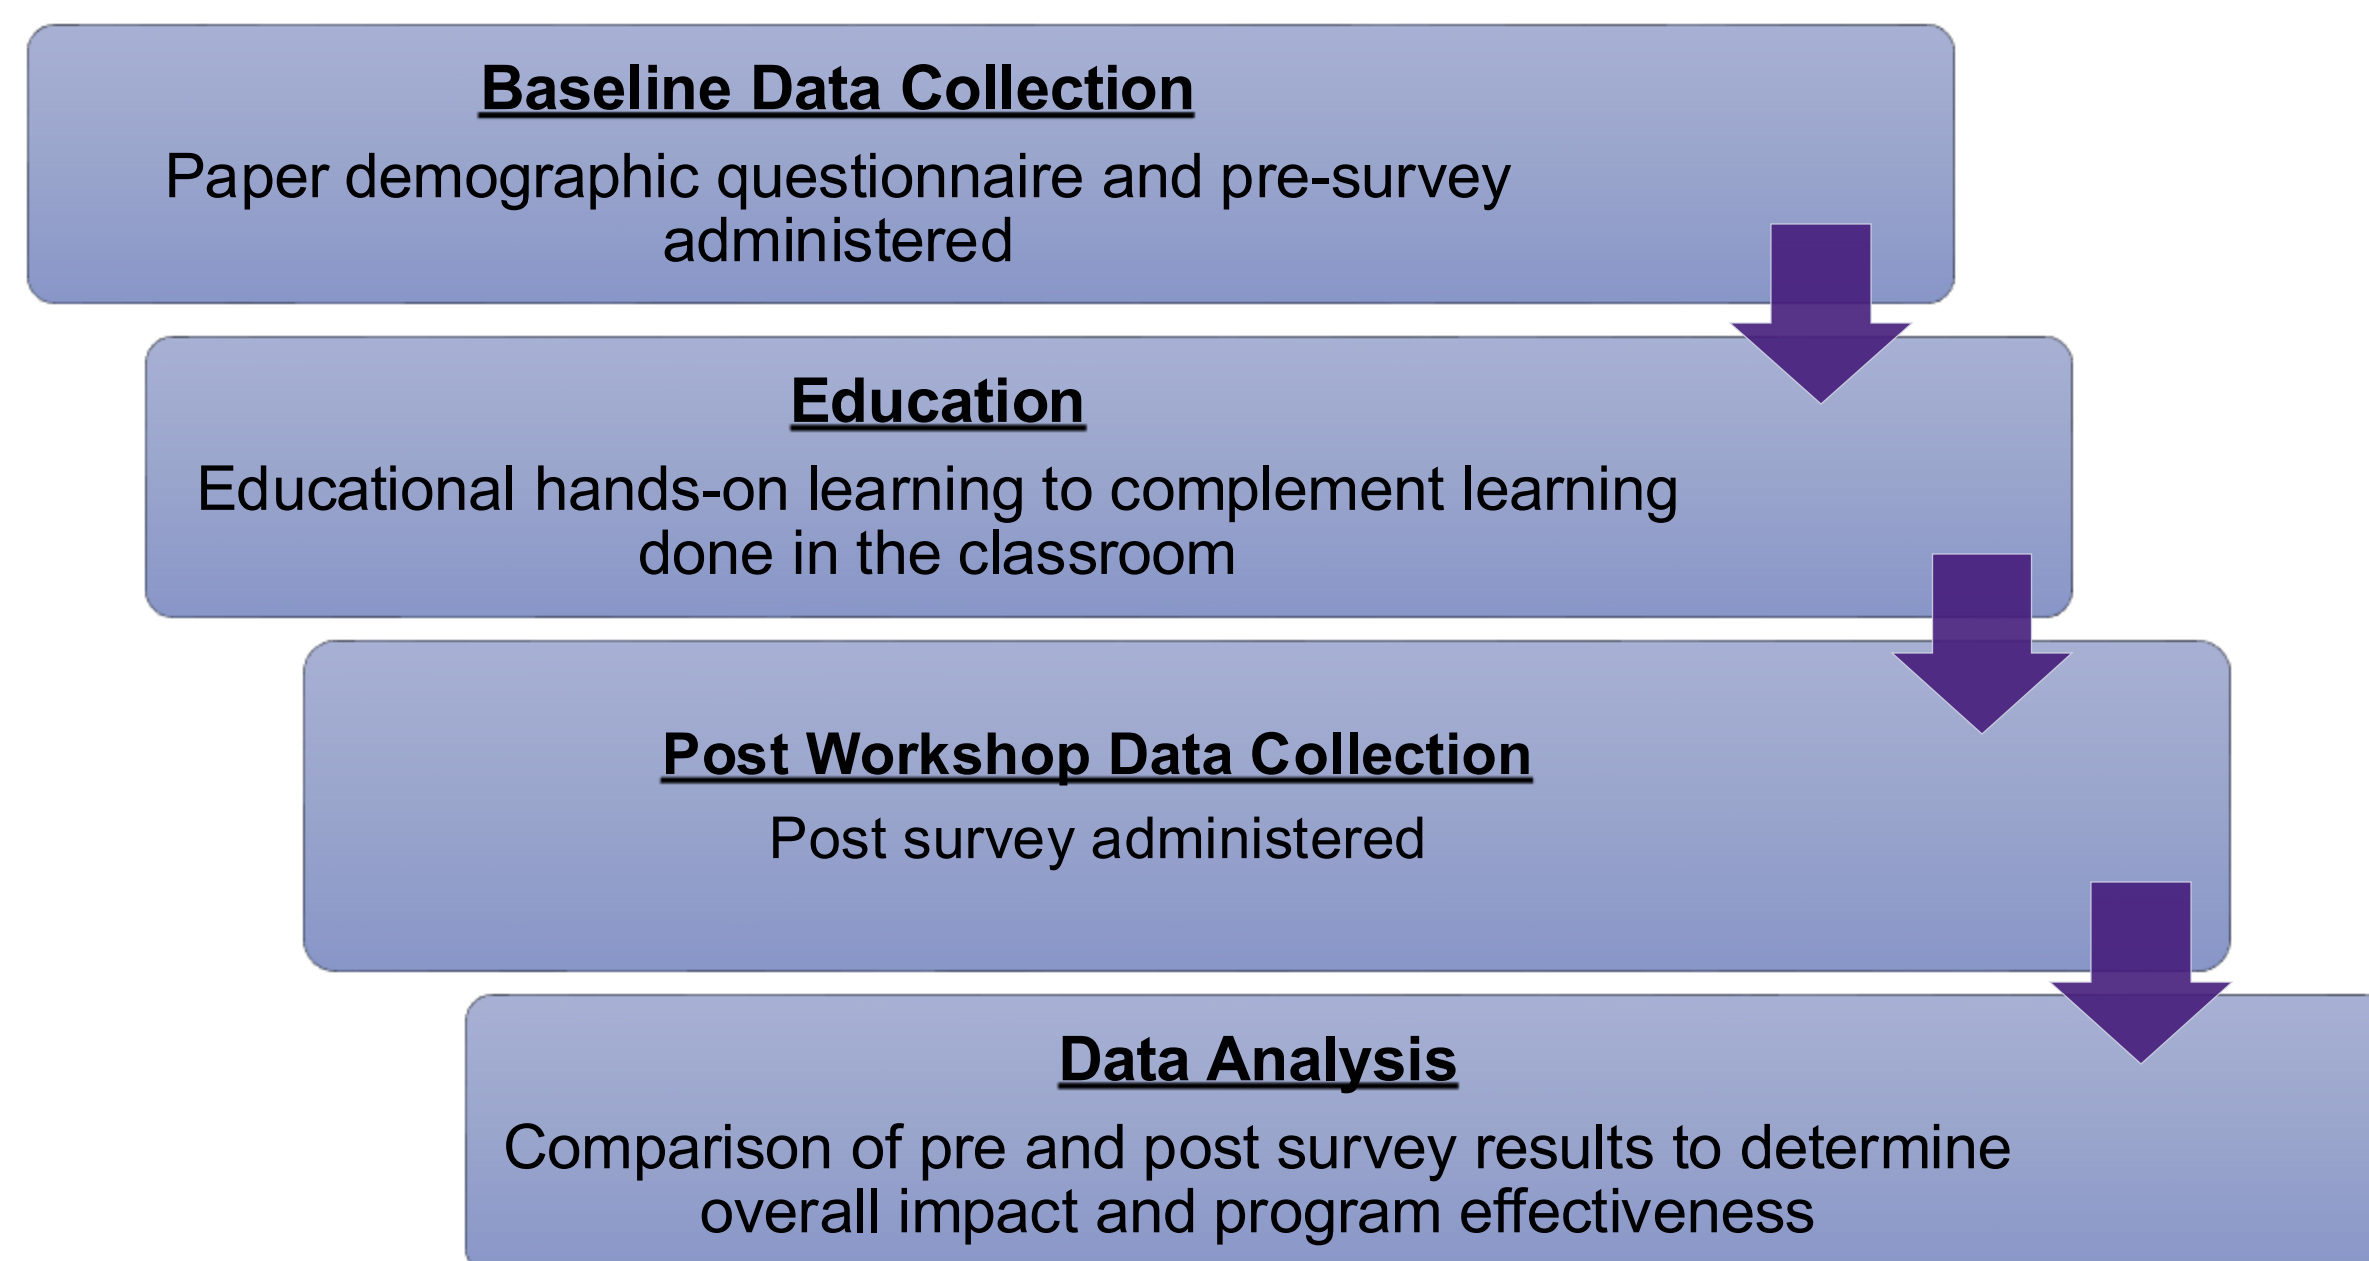 Baseline Data Collection
Paper demographic questionnaire and pre-survey
administered
Education
Educational hands-on learning to complement learning
done in the classroom
Post Workshop Data Collection
Post survey administered
Data Analysis
Comparison of pre and post survey results to determine
overall impact and program effectiveness